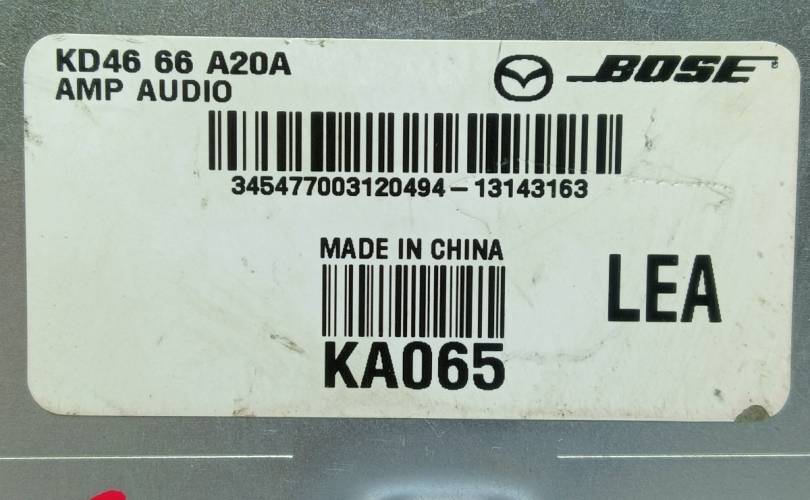 KD46 66 A20A
BOSE
AMP AUDIO
345477003120494-13143163
MADE IN CHINA
LEA
KA065